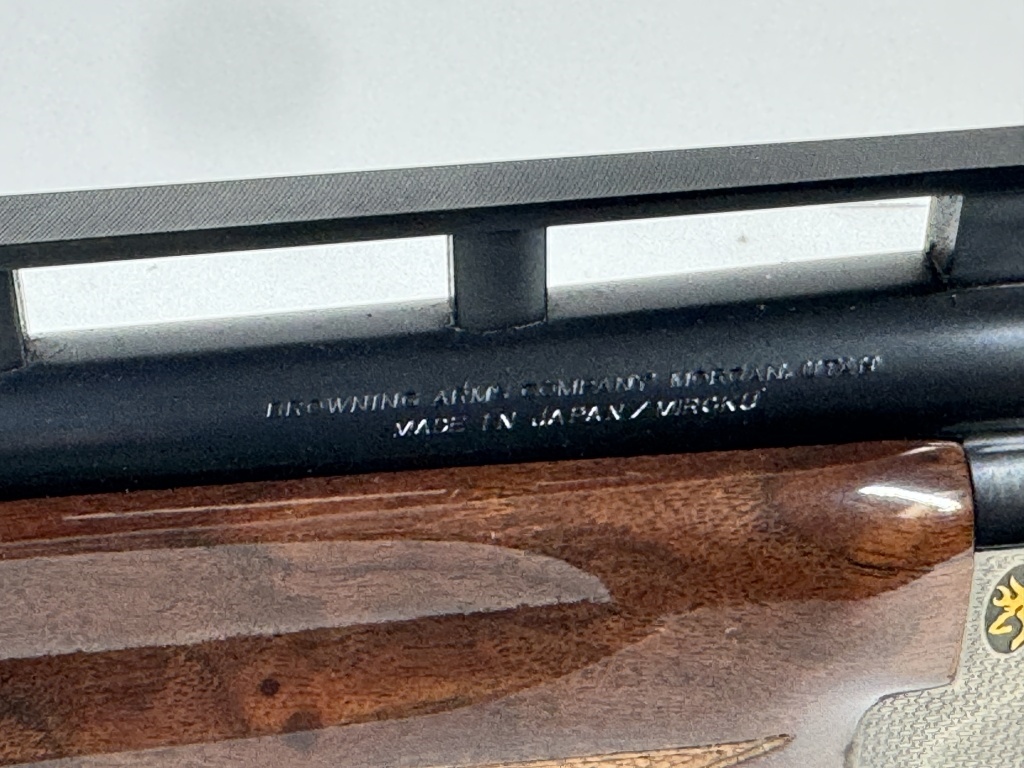 BROWNING ARMS COMPANY MORGAN, UTAH
MADE IN JAPAN/MIROKU